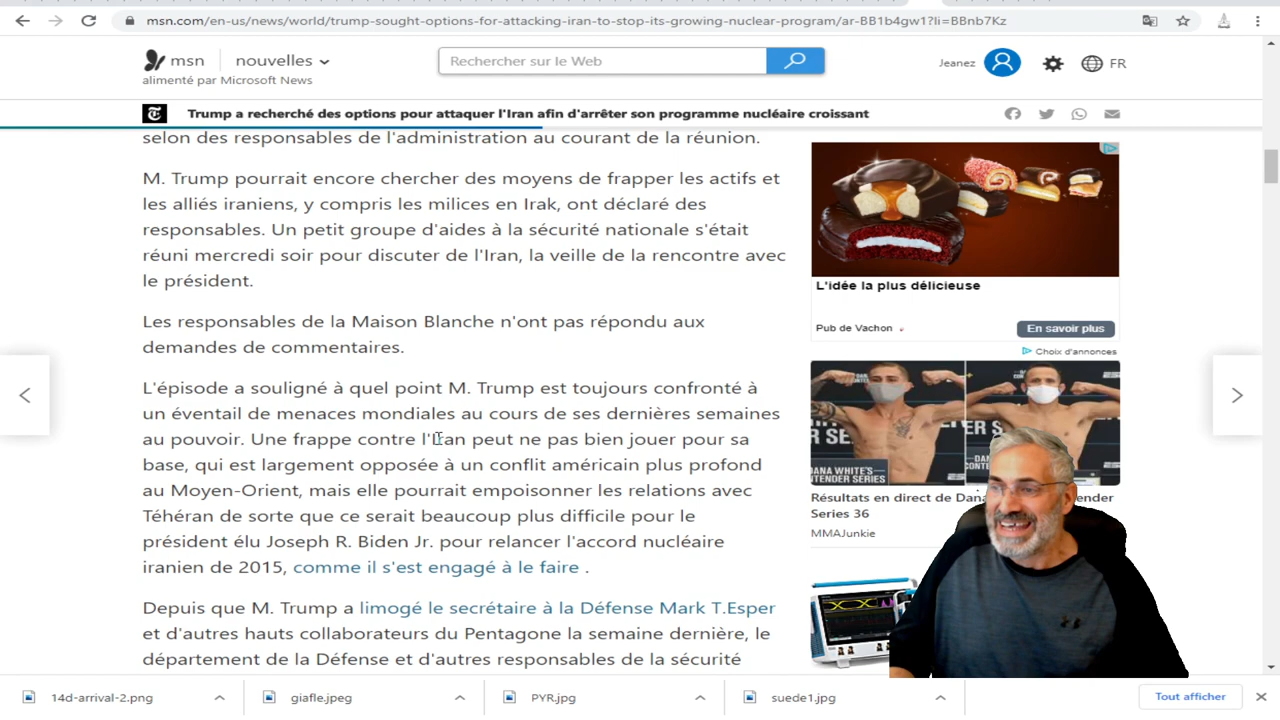 msn.com/en-us/news/world/trump-sought-options-for-attacking-iran-to-stop-its-growing-nuclear-program/ar-BB1b4gw1?li=BBnb7Kz
msn
nouvelles
Rechercher sur le Web
Jeanez
FR
alimenté par Microsoft News
Trump a recherché des options pour attaquer l'Iran afin d'arrêter son programme nucléaire croissant
selon des responsables de l'administration au courant de la réunion.
M. Trump pourrait encore chercher des moyens de frapper les actifs et
les alliés iraniens, y compris les milices en Irak, ont déclaré des
responsables. Un petit groupe d'aides à la sécurité nationale s'était
réuni mercredi soir pour discuter de l'Iran, la veille de la rencontre avec
le président.
Les responsables de la Maison Blanche n'ont pas répondu aux
demandes de commentaires.
L'épisode a souligné à quel point M. Trump est toujours confronté à
un éventail de menaces mondiales au cours de ses dernières semaines
au pouvoir. Une frappe contre l'Iran peut ne pas bien jouer pour sa
base, qui est largement opposée à un conflit américain plus profond
au Moyen-Orient, mais elle pourrait empoisonner les relations avec
Téhéran de sorte que ce serait beaucoup plus difficile pour le
président élu Joseph R. Biden Jr. pour relancer l'accord nucléaire
iranien de 2015, comme il s'est engagé à le faire .
Depuis que M. Trump a limogé le secrétaire à la Défense Mark T.Esper
et d'autres hauts collaborateurs du Pentagone la semaine dernière, le
département de la Défense et d'autres responsables de la sécurité
L'idée la plus délicieuse
Pub de Vachon
En savoir plus
Choix d'annonces
DANA WHITE'S
Résultats en direct de Dana ender
Series 36
MMAJunkie
14d-arrival-2.png
giafle.jpeg
PYR.jpg
suede1.jpg
Tout afficher